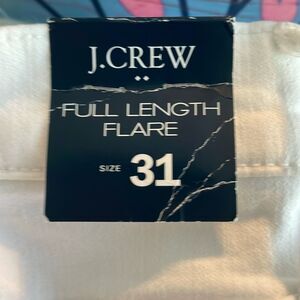 J.CREW
••
FULL LENGTH
FLARE
SIZE 31